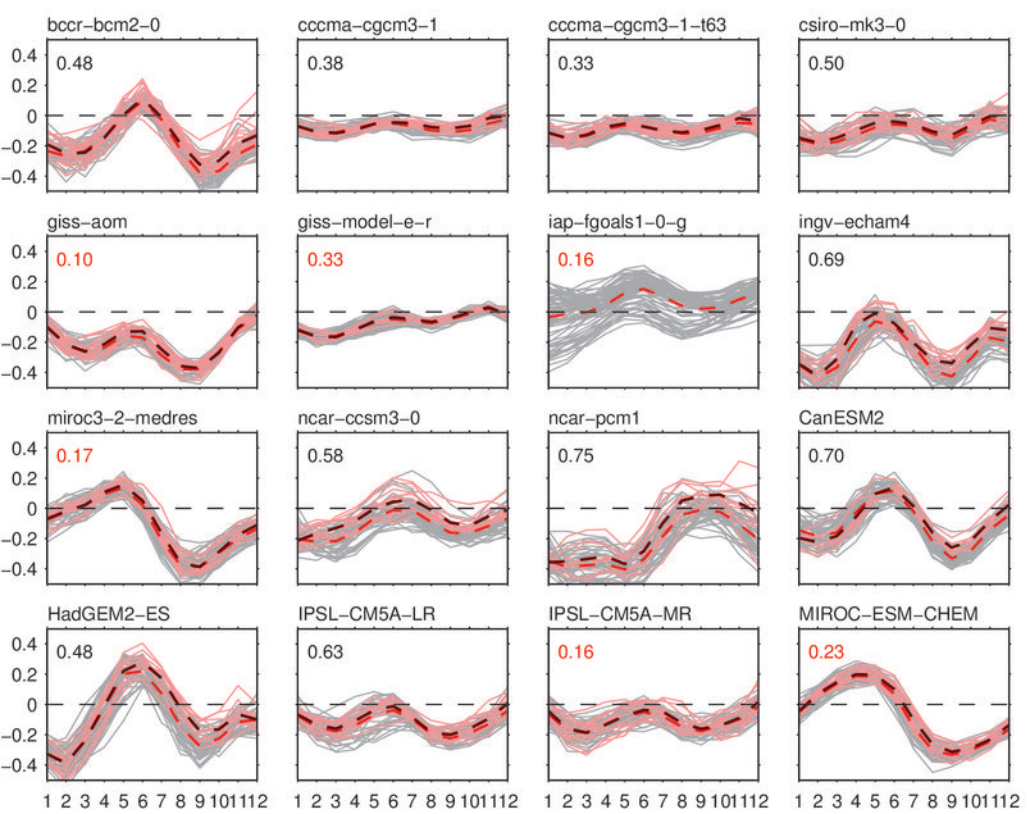 bccr−bcm2−0 cccma−cgcm3−1 cccma−cgcm3−1−t63 csiro−mk3−0
0.4
0.48 0.38 0.33 0.50
0.2
0
−0.2
−0.4
giss−aom giss−model−e−r iap−fgoals1−0−g ingv−echam4
0.4
0.10 0.33 0.16 0.69
0.2
0
−0.2
−0.4
miroc3−2−medres ncar−ccsm3−0 ncar−pcm1 CanESM2
0.4
0.17 0.58 0.75 0.70
0.2
0
−0.2
−0.4
HadGEM2−ES IPSL−CM5A−LR IPSL−CM5A−MR MIROC−ESM−CHEM
0.4
0.48 0.63 0.16 0.23
0.2
0
−0.2
−0.4
1 2 3 4 5 6 7 8 9 10 11 12 1 2 3 4 5 6 7 8 9 10 11 12 1 2 3 4 5 6 7 8 9 10 11 12 1 2 3 4 5 6 7 8 9 10 11 12